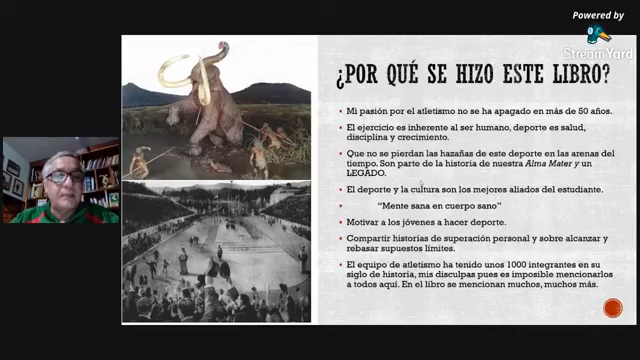 Powered by
StreamYard
¿POR QUÉ SE HIZO ESTE LIBRO?
Mi pasión por el atletismo no se ha apagado en más de 50 años.
El ejercicio es inherente al ser humano, deporte es salud,
disciplina y crecimiento.
Que no se pierdan las hazañas de este deporte en las arenas del
tiempo. Son parte de la historia de nuestra Alma Mater y un
LEGADO.
El deporte y la cultura son los mejores aliados del estudiante.
“Mente sana en cuerpo sano”
Motivar a los jóvenes a hacer deporte.
Compartir historias de superación personal y sobre alcanzar y
rebasar supuestos límites.
El equipo de atletismo ha tenido unos 1000 integrantes en su
siglo de historia, mis disculpas pues es imposible mencionarlos
a todos aquí. En el libro se mencionan muchos, muchos más.